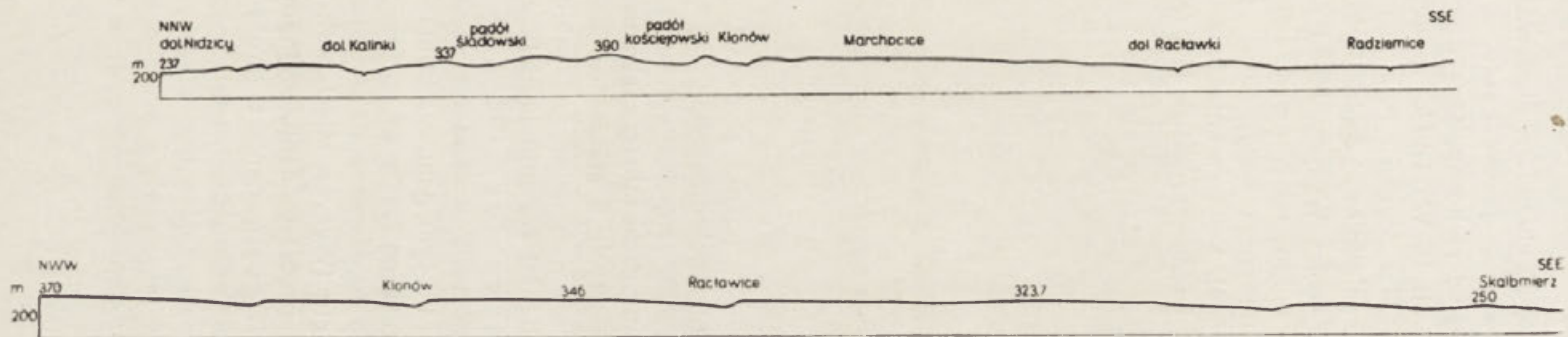 NNW
SSE
dol. Nidzicy
dol. Kalinki
padół śladowski
padół kościejowski
Klonów
Marchocice
dol Racławki
Radziemice
m
237
337
390
200
NWW
SEE
m
370
Klonów
346
Racławice
323.7
Skalbmierz
250
200